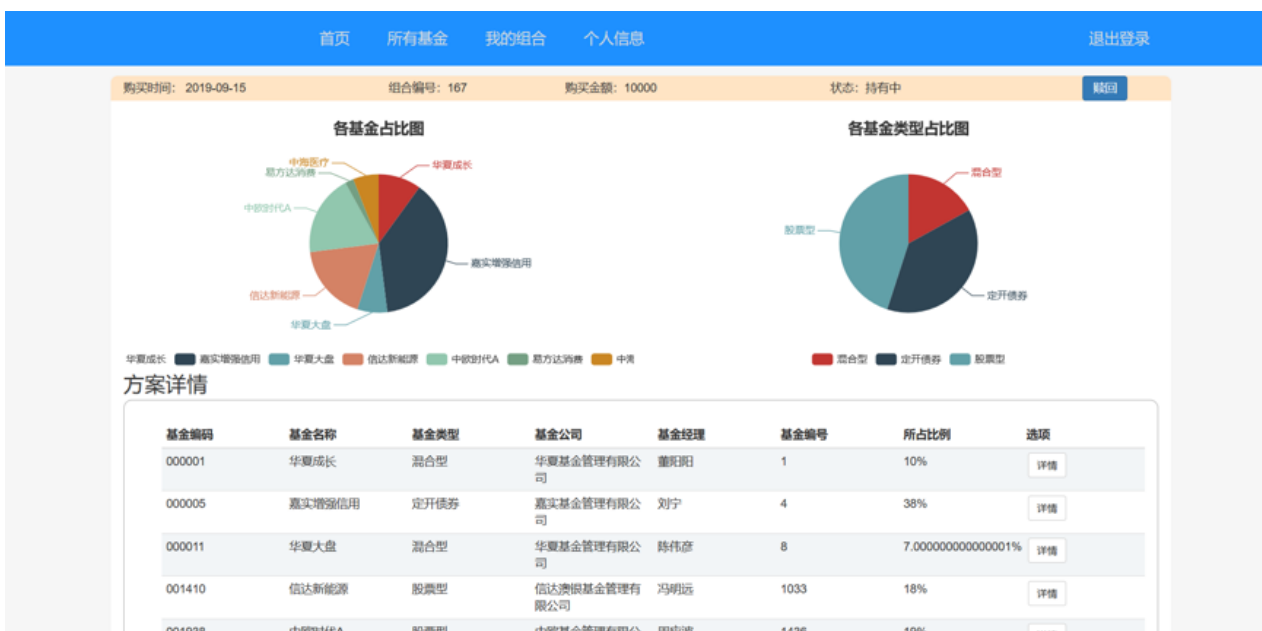 首页 所有基金 我的组合 个人信息 退出登录
购买时间: 2019-09-15 组合编号: 167 购买金额: 10000 状态: 持有中 赎回
各基金占比图 各基金类型占比图
中海医疗
易方达消费
华夏成长
中欧时代A
嘉实增强信用
信达新能源
华夏大盘
混合型
股票型
定开债券
华夏成长 嘉实增强信用 华夏大盘 信达新能源 中欧时代A 易方达消费 中海
混合型 定开债券 股票型
方案详情
基金编码 基金名称 基金类型 基金公司 基金经理 基金编号 所占比例 选项
000001 华夏成长 混合型 华夏基金管理有限公 董阳阳 1 10% 详情
司
000005 嘉实增强信用 定开债券 嘉实基金管理有限公 刘宁 4 38% 详情
司
000011 华夏大盘 混合型 华夏基金管理有限公 陈伟彦 8 7.000000000000001% 详情
司
001410 信达新能源 股票型 信达澳银基金管理有 冯明远 1033 18% 详情
限公司